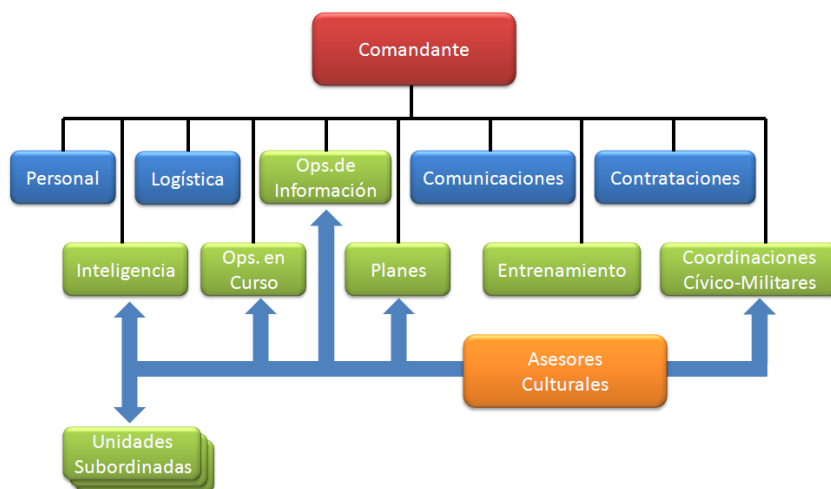 Comandante
Personal
Logística
Ops.de
Información
Comunicaciones
Contrataciones
Inteligencia
Ops. en
Curso
Planes
Entrenamiento
Coordinaciones
Cívico-Militares
Asesores
Culturales
Unidades
Subordinadas